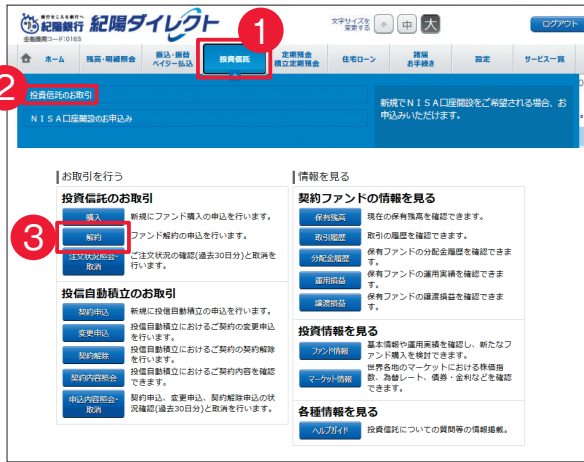 銀行をこえる銀行へ
紀陽銀行 紀陽ダイレクト
金融機関コード:0163
文字サイズを
変更する 小 中 大
ログアウト
1
ホーム 残高・明細照会 振込・振替 ペイジー払込 投資信託 定期預金 積立定期預金 住宅ローン 諸届 お手続き 設定 サービス一覧
2
投資信託のお取引
NISA口座開設のお申込み
新規でNISA口座開設をご希望される場合、お
申込みいただけます。
お取引を行う
投資信託のお取引
購入 新規にファンド購入の申込を行います。
3
解約 ファンド解約の申込を行います。
注文状況照会・
取消
ご注文状況の確認(過去30日分)と取消を
行います。
投信自動積立のお取引
契約申込 新規に投信自動積立の申込を行います。
変更申込 投信自動積立におけるご契約の変更申込
を行います。
契約解除 投信自動積立におけるご契約の契約解除
を行います。
契約内容照会 投信自動積立におけるご契約内容を確認
できます。
申込内容照会・
取消
契約申込、変更申込、契約解除申込の状
況確認(過去30日分)と取消を行います。
情報を見る
契約ファンドの情報を見る
保有残高 現在の保有残高を確認できます。
取引履歴 取引の履歴を確認できます。
分配金履歴 保有ファンドの分配金履歴を確認できま
す。
運用損益 保有ファンドの運用実績を確認できま
す。
譲渡損益 保有ファンドの譲渡損益を確認できま
す。
投資情報を見る
ファンド情報 基本情報や運用実績を確認し、新たなフ
ァンド購入を検討できます。
マーケット情報 世界各地のマーケットにおける株価指
数、為替レート、債券・金利などを確認
できます。
各種情報を見る
ヘルプガイド 投資信託についての質問等の情報掲載。